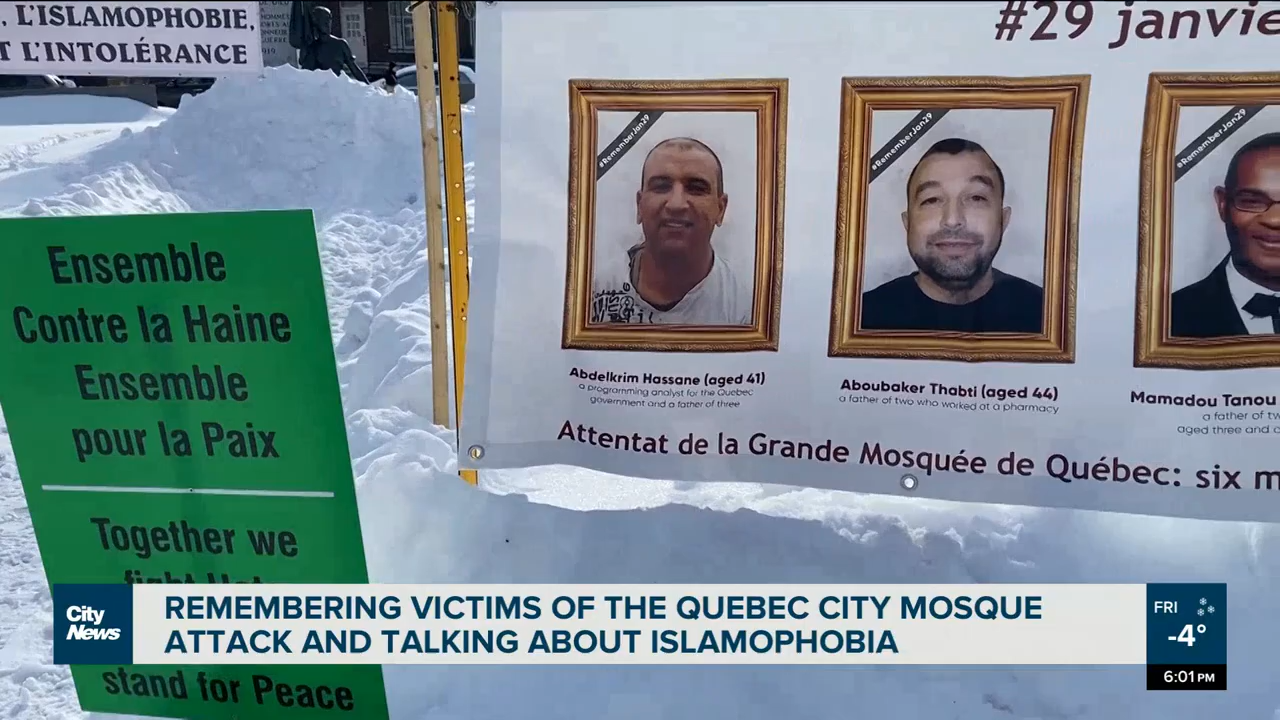 , L'ISLAMOPHOBIE,
T L'INTOLÉRANCE
#29 janvie
#RememberJan29
#RememberJan29
#RememberJan29
Abdelkrim Hassane (aged 41)
a programming analyst for the Quebec
government and a father of three
Aboubaker Thabti (aged 44)
a father of two who worked at a pharmacy
Mamadou Tanou
a father of tw
aged three and o
Attentat de la Grande Mosquée de Québec: six m
Ensemble
Contre la Haine
Ensemble
pour la Paix
Together we
fight Hat
stand for Peace
City
News
REMEMBERING VICTIMS OF THE QUEBEC CITY MOSQUE
ATTACK AND TALKING ABOUT ISLAMOPHOBIA
FRI
-4°
6:01 PM